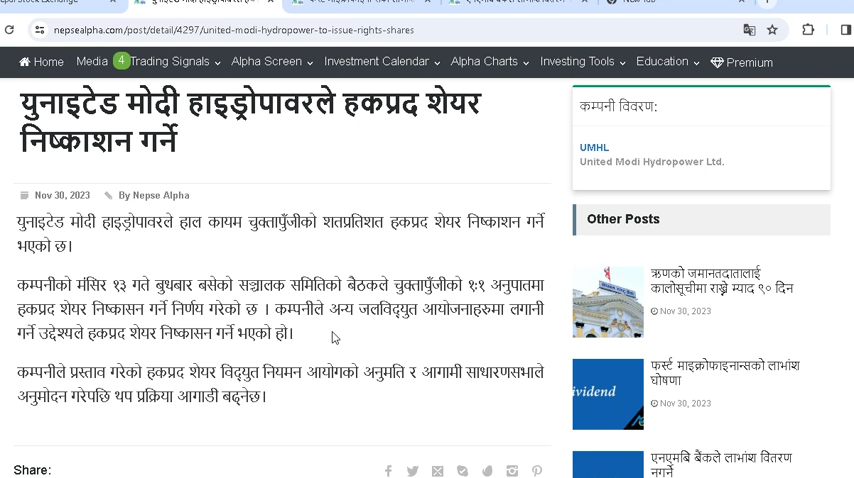 nepsealpha.com/post/detail/4297/united-modi-hydropower-to-issue-rights-shares
Home Media 4 Trading Signals Alpha Screen Investment Calendar Alpha Charts Investing Tools Education Premium
युनाइटेड मोदी हाइड्रोपावरले हकप्रद शेयर
निष्काशन गर्ने
Nov 30, 2023 By Nepse Alpha
युनाइटेड मोदी हाइड्रोपावरले हाल कायम चुक्तापुँजीको शतप्रतिशत हकप्रद शेयर निष्काशन गर्ने
भएको छ।
कम्पनीको मंसिर १३ गते बुधबार बसेको सञ्चालक समितिको बैठकले चुक्तापुँजीको १:१ अनुपातमा
हकप्रद शेयर निष्कासन गर्ने निर्णय गरेको छ । कम्पनीले अन्य जलविद्युत आयोजनाहरुमा लगानी
गर्ने उद्देश्यले हकप्रद शेयर निष्कासन गर्ने भएको हो।
कम्पनीले प्रस्ताव गरेको हकप्रद शेयर विद्युत नियमन आयोगको अनुमति र आगामी साधारणसभाले
अनुमोदन गरेपछि थप प्रक्रिया आगाडी बढ्नेछ।
Share:
कम्पनी विवरण:
UMHL
United Modi Hydropower Ltd.
Other Posts
ऋणको जमानतदातालाई
कालोसूचीमा राख्ने म्याद ९० दिन
Nov 30, 2023
ividend
फर्स्ट माइक्रोफाइनान्सको लाभांश
घोषणा
Nov 30, 2023
एनएमबि बैंकले लाभांश वितरण
नगर्ने